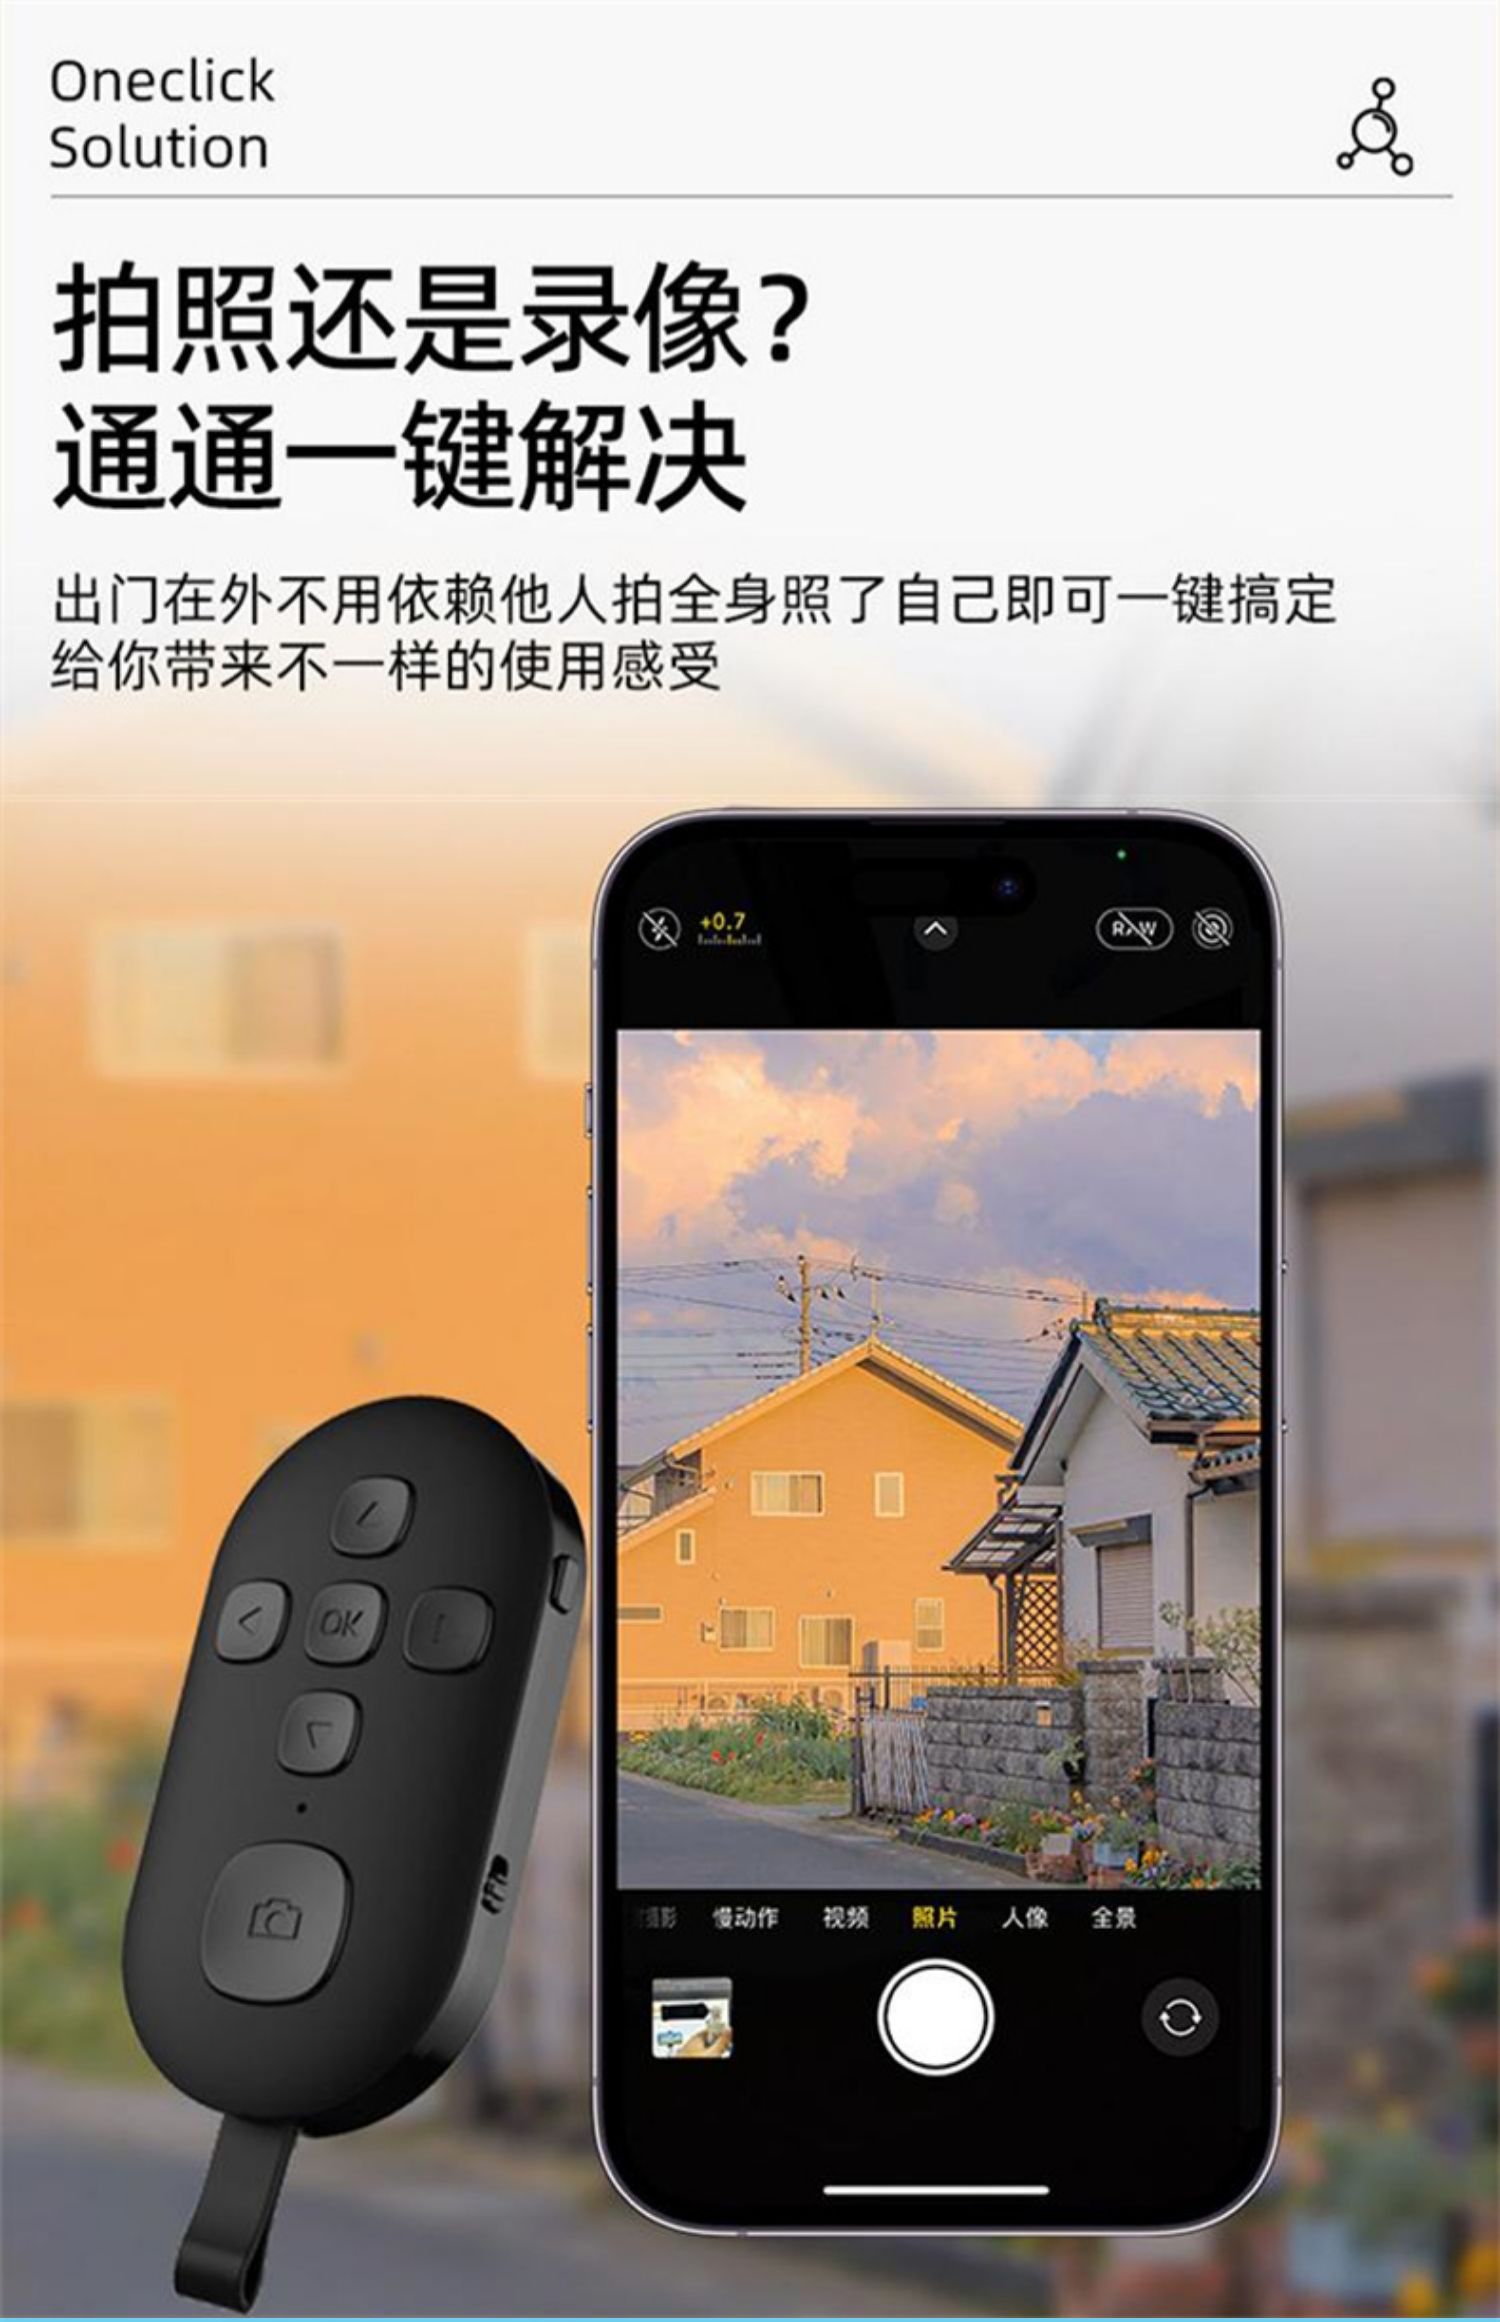 Oneclick
Solution
拍照还是录像？
通通一键解决
出门在外不用依赖他人拍全身照了自己即可一键搞定
给你带来不一样的使用感受
+0.7
RAW
OK
慢动作 视频 照片 人像 全景